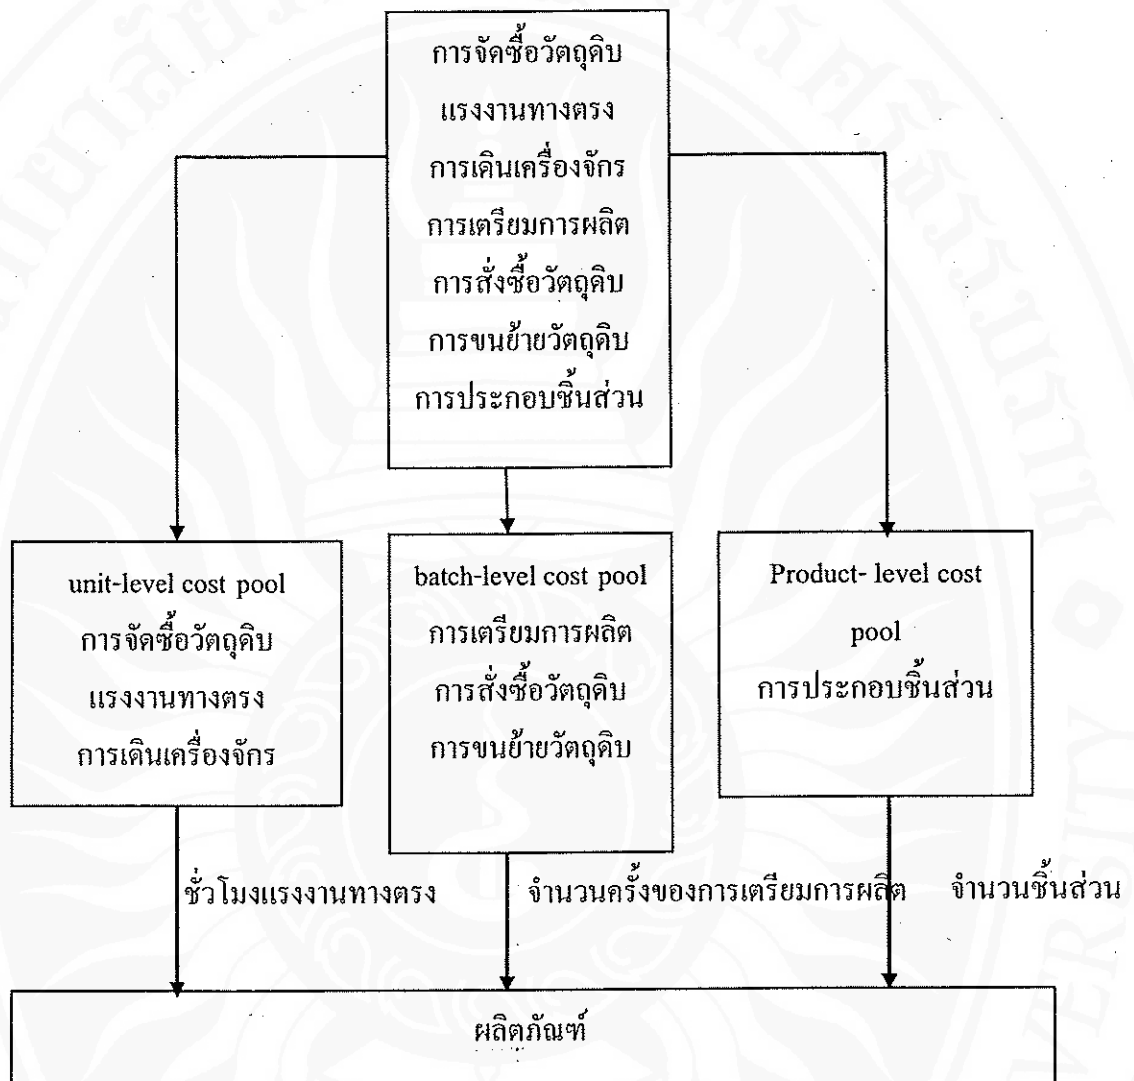 การจัดซื้อวัตถุดิบ
แรงงานทางตรง
การเดินเครื่องจักร
การเตรียมการผลิต
การสั่งซื้อวัตถุดิบ
การขนย้ายวัตถุดิบ
การประกอบชิ้นส่วน
unit-level cost pool
การจัดซื้อวัตถุดิบ
แรงงานทางตรง
การเดินเครื่องจักร
batch-level cost pool
การเตรียมการผลิต
การสั่งซื้อวัตถุดิบ
การขนย้ายวัตถุดิบ
Product- level cost
pool
การประกอบชิ้นส่วน
ชั่วโมงแรงงานทางตรง
จำนวนครั้งของการเตรียมการผลิต
จำนวนชิ้นส่วน
ผลิตภัณฑ์